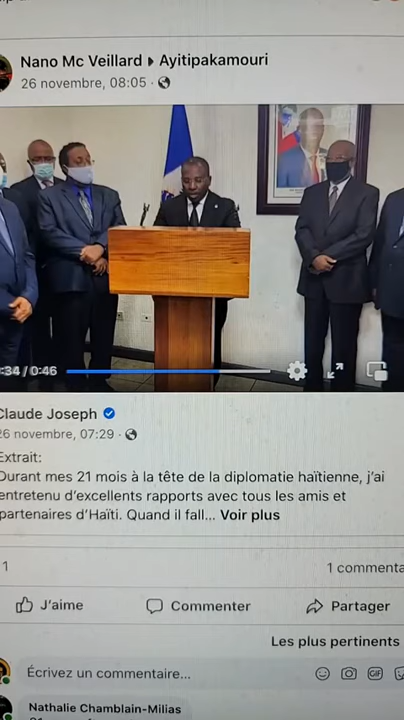 Nano Mc Veillard ▸ Ayitipakamouri
26 novembre, 08:05 ·
:34 / 0:46
Claude Joseph
26 novembre, 07:29 ·
Extrait:
Durant mes 21 mois à la tête de la diplomatie haïtienne, j'ai
entretenu d'excellents rapports avec tous les amis et
partenaires d'Haïti. Quand il fall... Voir plus
1
1 commenta
J'aime
Commenter
Partager
Les plus pertinents
Écrivez un commentaire...
GIF
Nathalie Chamblain-Milias